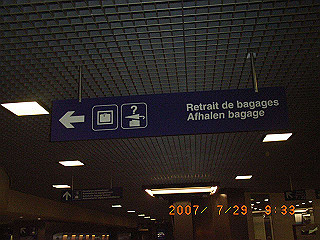 ?
Retrait de bagages
Afhalen bagage
2007/ 7/29 9:33